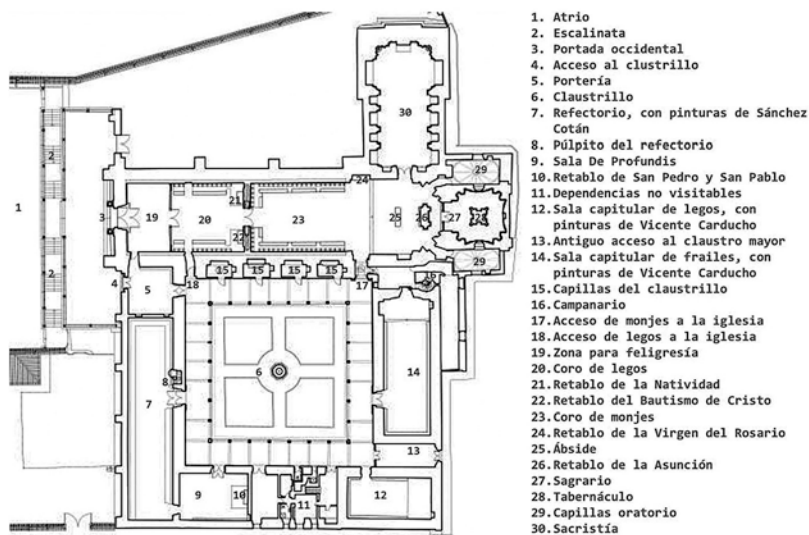 1. Atrio
2. Escalinata
3. Portada occidental
4. Acceso al clustrillo
5. Portería
6. Claustrillo
7. Refectorio, con pinturas de Sánchez
Cotán
8. Púlpito del refectorio
9. Sala De Profundis
10. Retablo de San Pedro y San Pablo
11. Dependencias no visitables
12. Sala capitular de legos, con
pinturas de Vicente Carducho
13. Antiguo acceso al claustro mayor
14. Sala capitular de frailes, con
pinturas de Vicente Carducho
15. Capillas del claustrillo
16. Campanario
17. Acceso de monjes a la iglesia
18. Acceso de legos a la iglesia
19. Zona para feligresía
20. Coro de legos
21. Retablo de la Natividad
22. Retablo del Bautismo de Cristo
23. Coro de monjes
24. Retablo de la Virgen del Rosario
25. Ábside
26. Retablo de la Asunción
27. Sagrario
28. Tabernáculo
29. Capillas oratorio
30. Sacristía
30
2
29
24
21
1
3
19
20
23
25
26
27
28
22
29
2
4
5
18
15
15
15
15
17
16
6
8
14
7
13
9
10
11
12